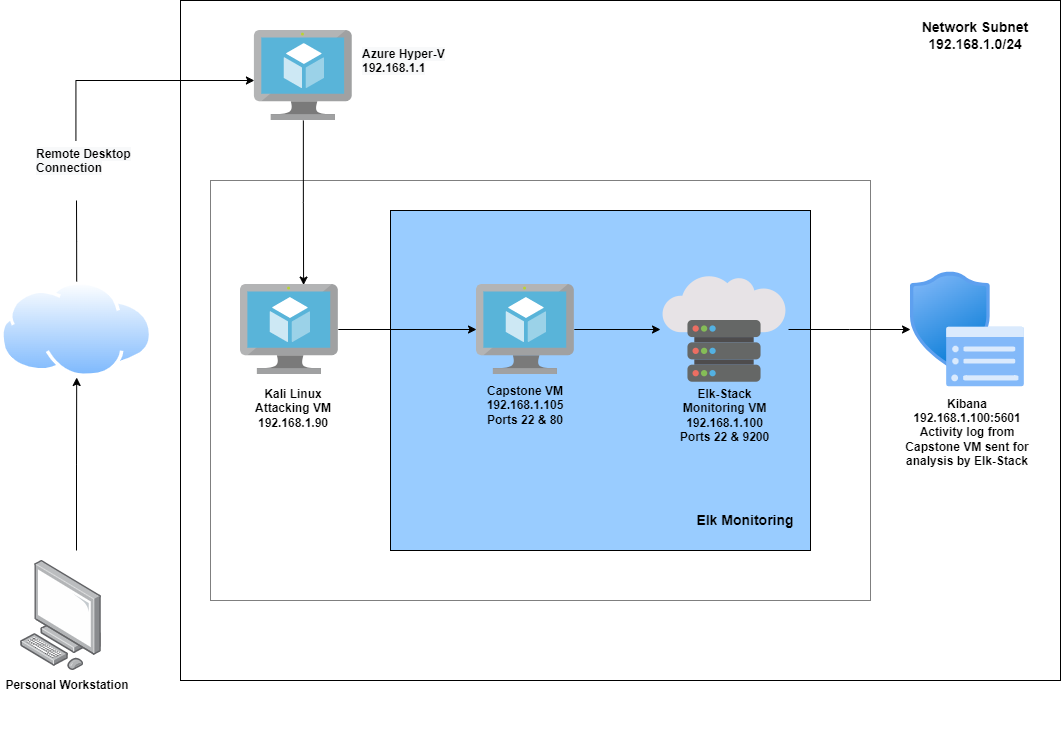 Network Subnet
192.168.1.0/24
Azure Hyper-V
192.168.1.1
Remote Desktop
Connection
Kali Linux
Attacking VM
192.168.1.90
Capstone VM
192.168.1.105
Ports 22 & 80
Elk-Stack
Monitoring VM
192.168.1.100
Ports 22 & 9200
Kibana
192.168.1.100:5601
Activity log from
Capstone VM sent for
analysis by Elk-Stack
Elk Monitoring
Personal Workstation